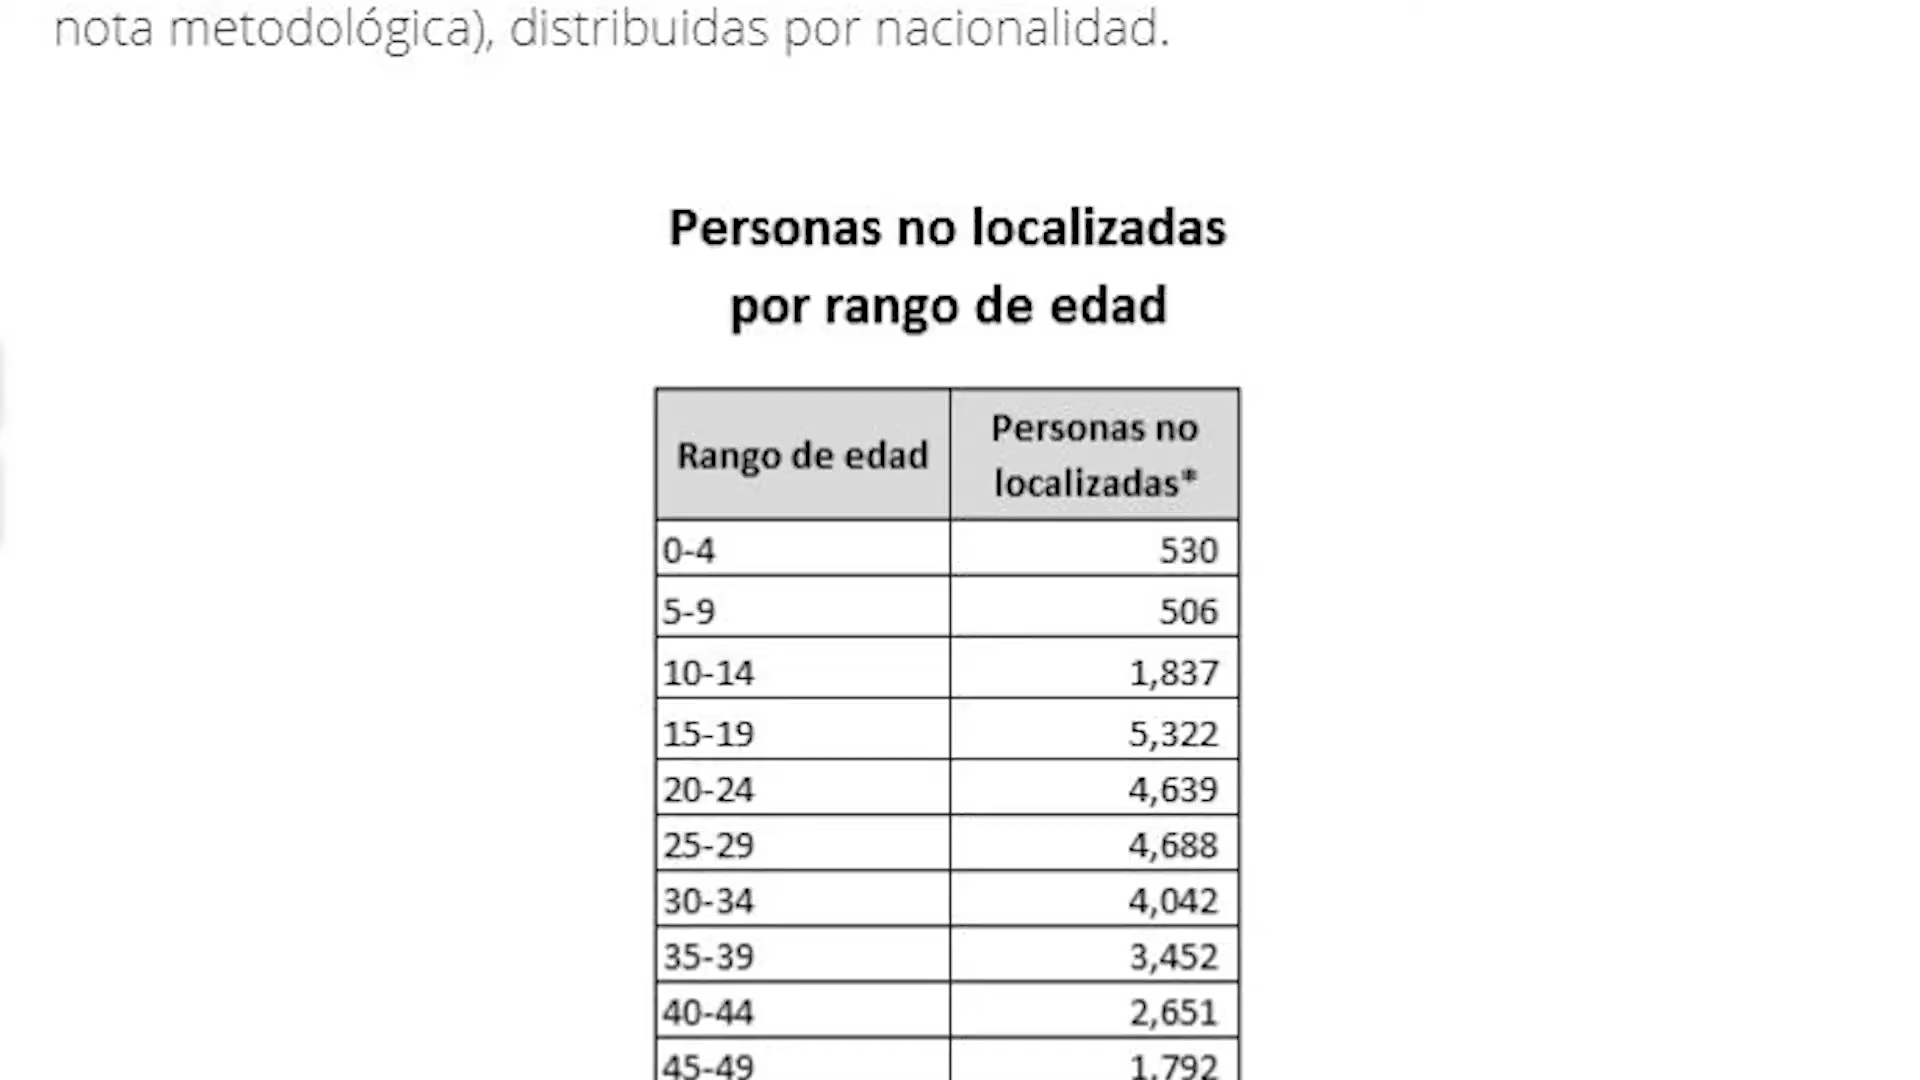 nota metodológica), distribuidas por nacionalidad.
Personas no localizadas
por rango de edad
Rango de edad Personas no localizadas*
0-4 530
5-9 506
10-14 1,837
15-19 5,322
20-24 4,639
25-29 4,688
30-34 4,042
35-39 3,452
40-44 2,651
45-49 1,792